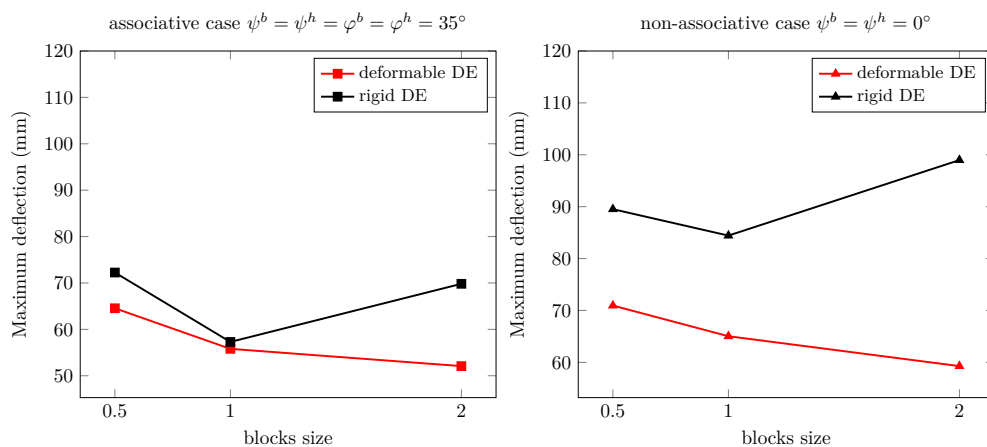 associative case ψ^b = ψ^h = φ^b = φ^h = 35°
120
110
100
90
80
70
60
50
Maximum deflection (mm)
deformable DE
rigid DE
0.5 1 2
blocks size
non-associative case ψ^b = ψ^h = 0°
120
110
100
90
80
70
60
Maximum deflection (mm)
deformable DE
rigid DE
0.5 1 2
blocks size